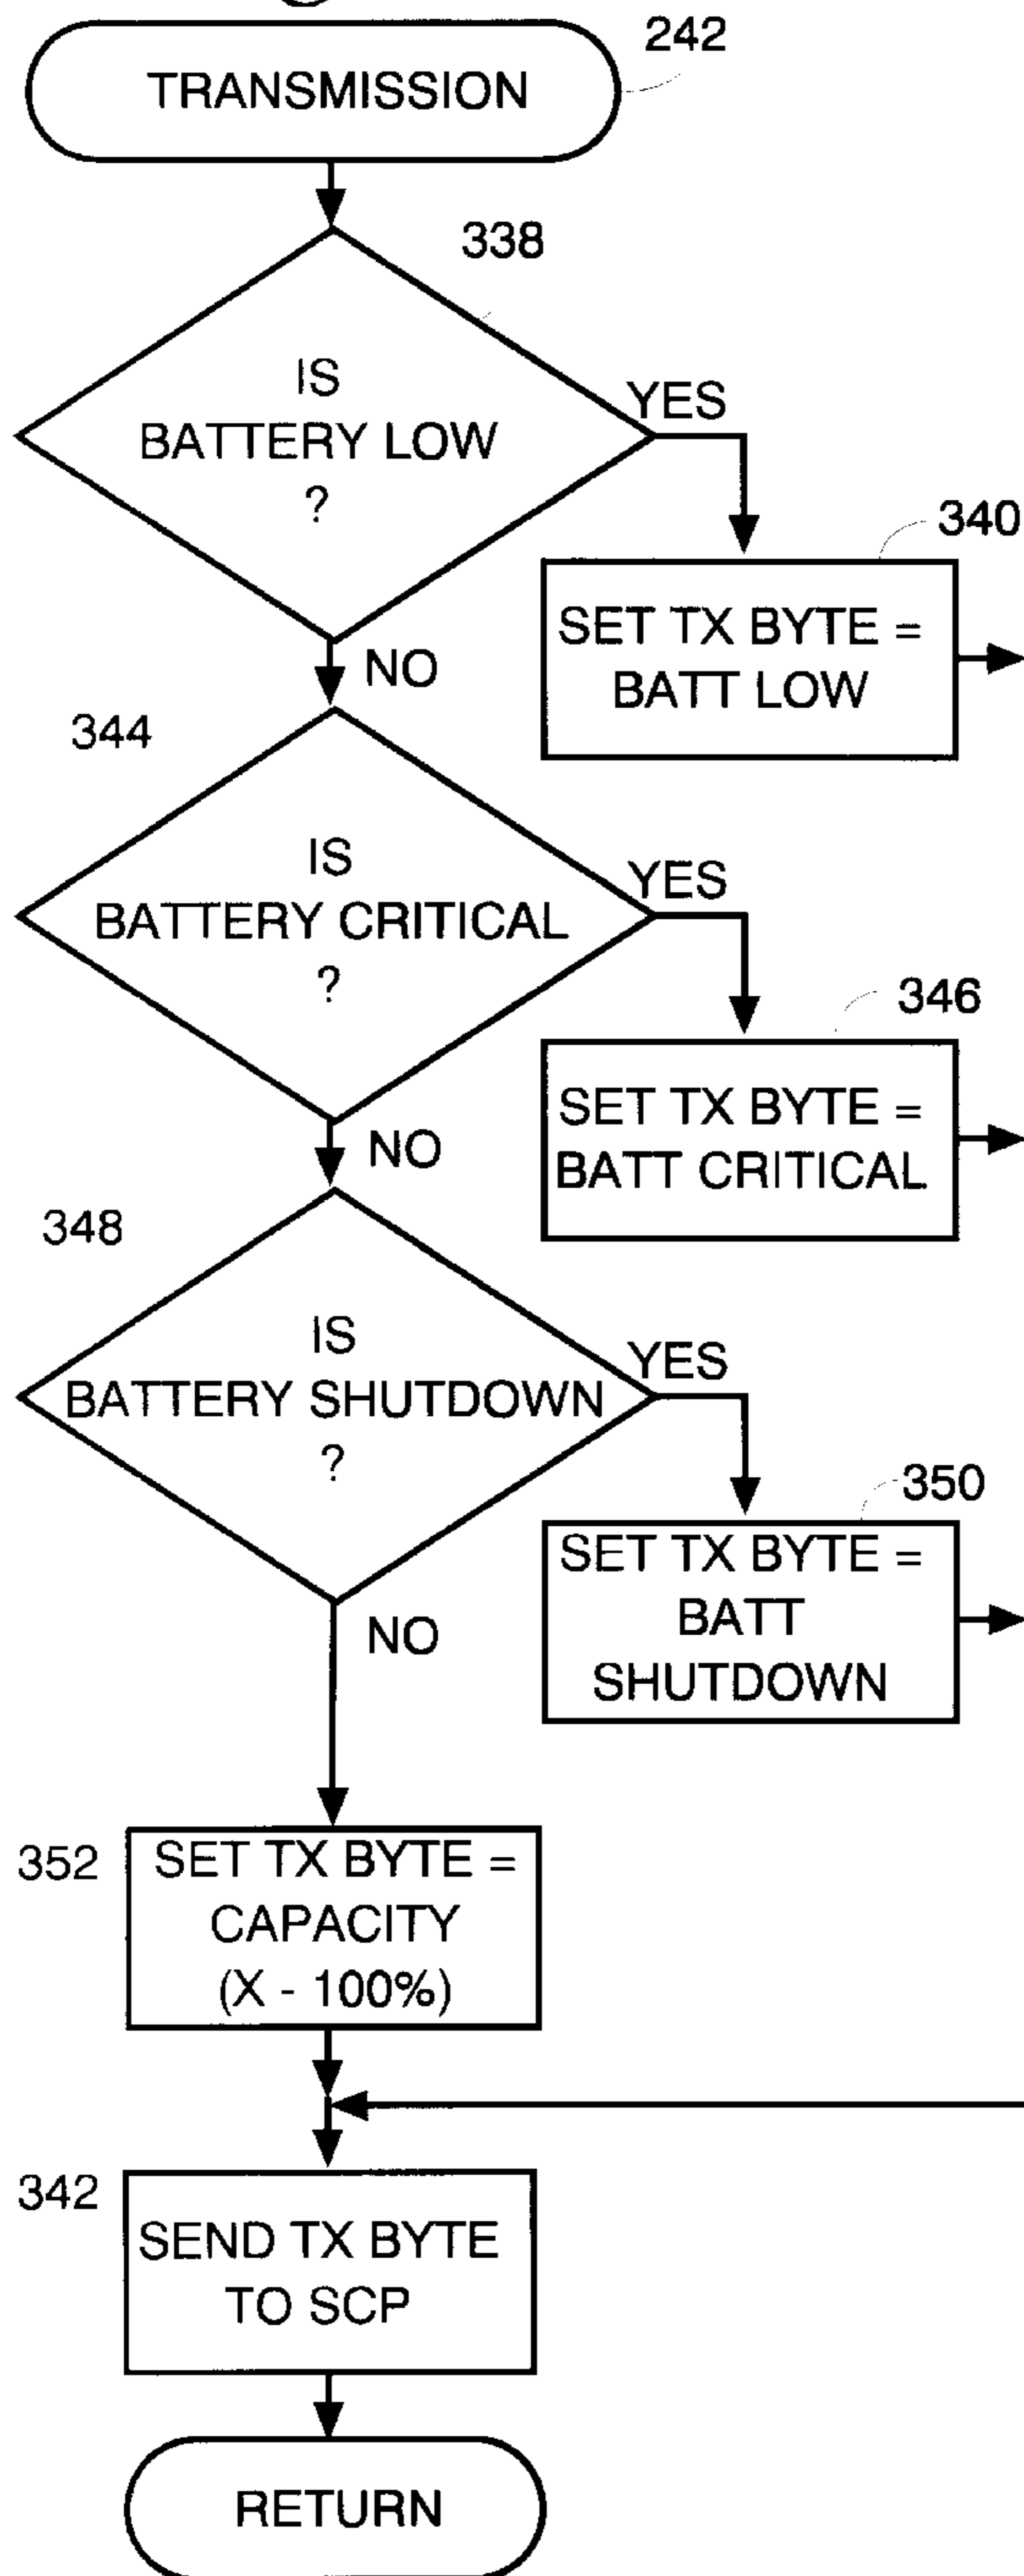 242
TRANSMISSION
338
IS
BATTERY LOW
?
YES
340
SET TX BYTE =
BATT LOW
NO
344
IS
BATTERY CRITICAL
?
YES
346
SET TX BYTE =
BATT CRITICAL
NO
348
IS
BATTERY SHUTDOWN
?
YES
350
SET TX BYTE =
BATT
SHUTDOWN
NO
352
SET TX BYTE =
CAPACITY
(X - 100%)
342
SEND TX BYTE
TO SCP
RETURN